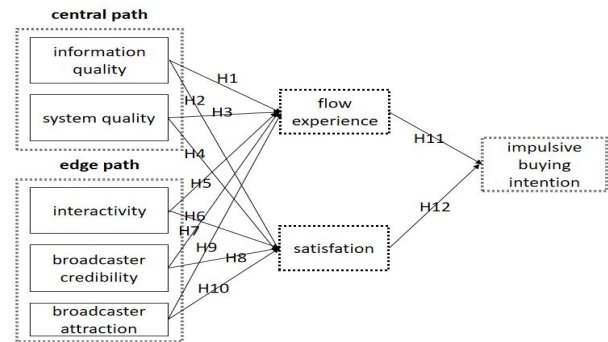 central path
information
quality
system quality
edge path
interactivity
broadcaster
credibility
broadcaster
attraction
H1
H2
H3
H4
H5
H6
H7
H8
H9
H10
flow
experience
satisfation
H11
H12
impulsive
buying
intention